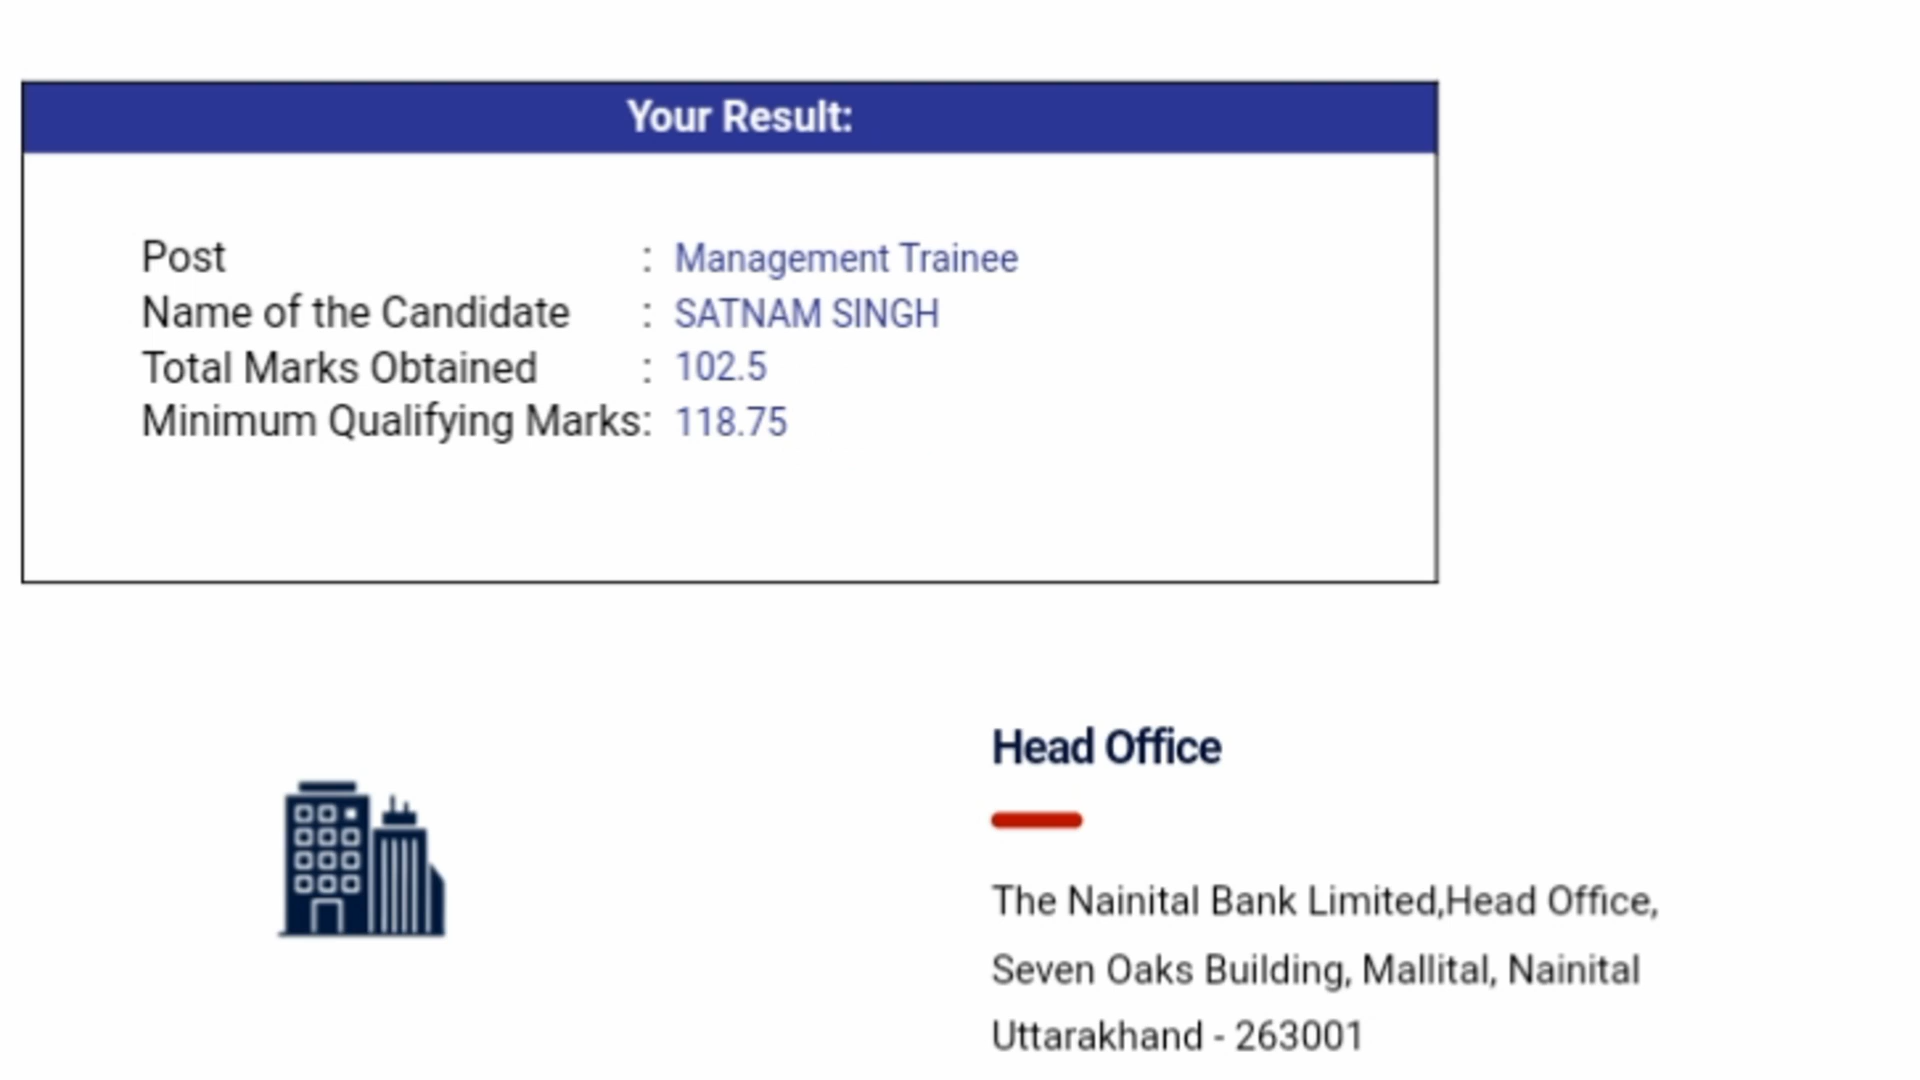 Your Result:
Post : Management Trainee
Name of the Candidate : SATNAM SINGH
Total Marks Obtained : 102.5
Minimum Qualifying Marks: 118.75
Head Office
The Nainital Bank Limited,Head Office,
Seven Oaks Building, Mallital, Nainital
Uttarakhand - 263001